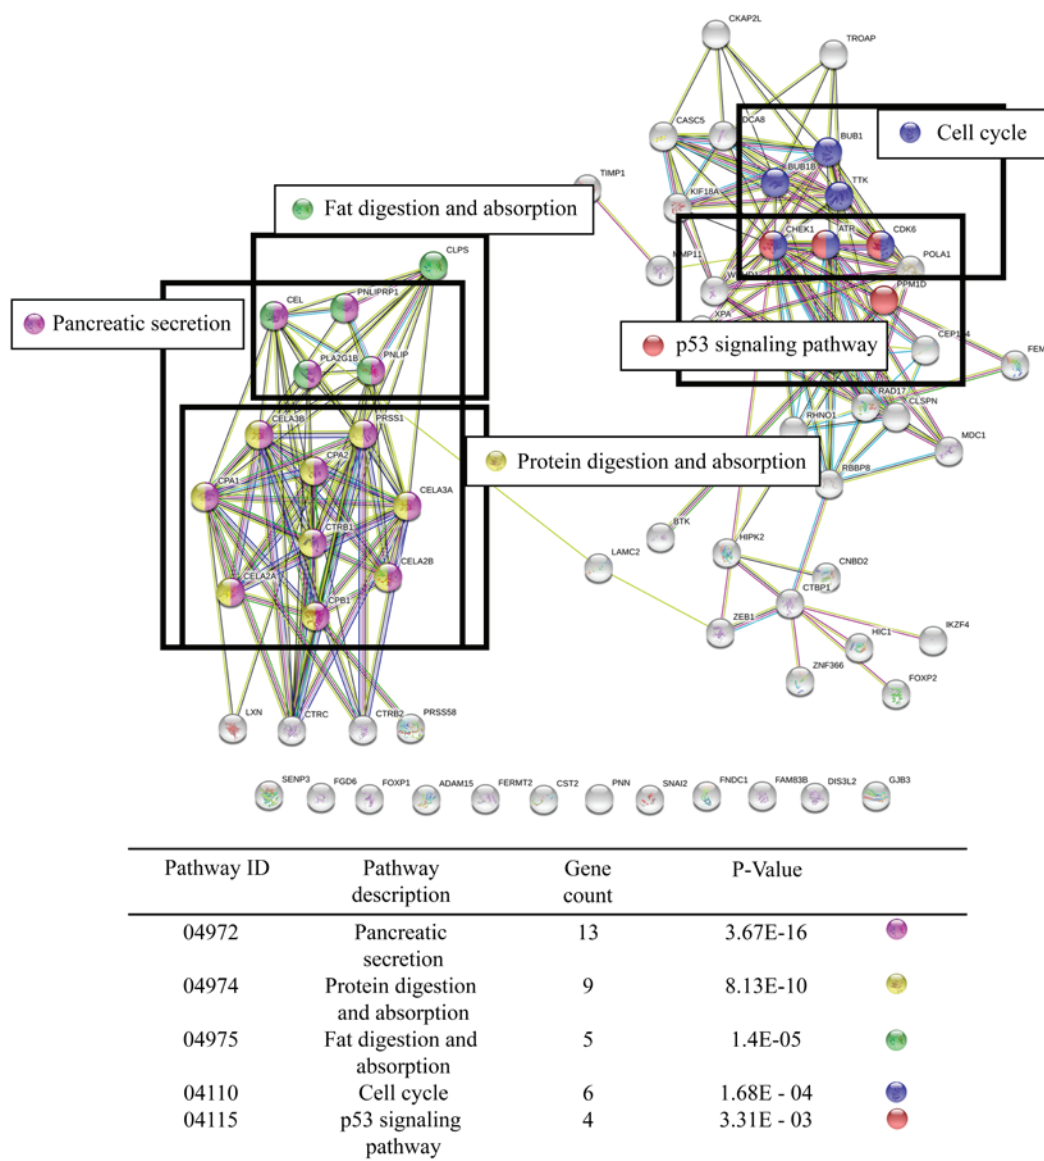 CKAP2L
TROAP
CASC5
DCA8
BUB1
Cell cycle
BUB1B
TTK
TIMP1
KIF18A
Fat digestion and absorption
CHEK1
ATR
CDK6
CLPS
MMP11
POLA1
PPM1D
CEL
PNLIPRP1
Pancreatic secretion
XPA
p53 signaling pathway
PLA2G1B
PNLIP
FEM
RAD17
CLSPN
CELA3B
PRSS1
RHNO1
MDC1
CPA2
Protein digestion and absorption
RBBP8
CPA1
CELA3A
BTK
CTRB1
HIPK2
LAMC2
CNBD2
CELA2A
CELA2B
CTBP1
CPB1
ZEB1
HIC1
IKZF4
ZNF366
FOXP2
LXN
CTRC
CTRB2
PRSS58
SENP3 FGD6 FOXP1 ADAM15 FERMT2 CST2 PNN SNAI2 FNDC1 FAM83B DIS3L2 GJB3
Pathway ID Pathway Gene P-Value
description count
04972 Pancreatic 13 3.67E-16
secretion
04974 Protein digestion 9 8.13E-10
and absorption
04975 Fat digestion and 5 1.4E-05
absorption
04110 Cell cycle 6 1.68E - 04
04115 p53 signaling 4 3.31E - 03
pathway